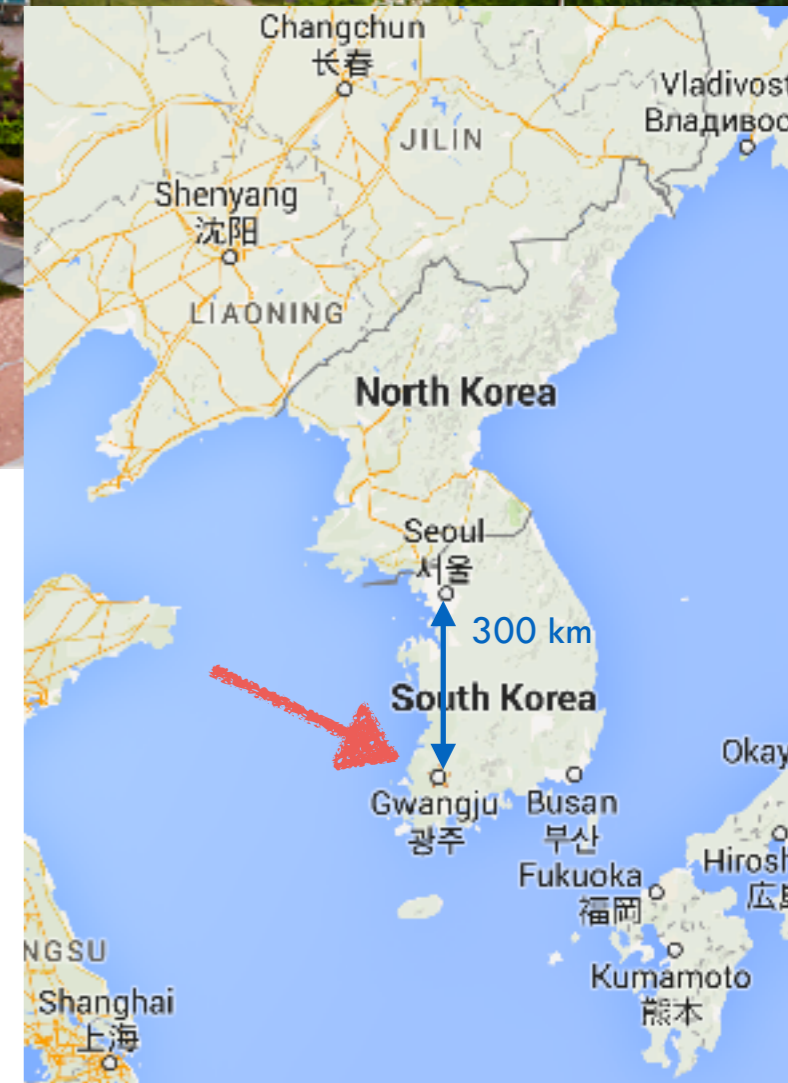 Changchun
长春
Vladivost
Владивос
JILIN
Shenyang
沈阳
LIAONING
North Korea
Seoul
서울
300 km
South Korea
Okay
Gwangju
광주
Busan
부산
Hirosh
広島
Fukuoka
福岡
Kumamoto
熊本
NGSU
Shanghai
上海